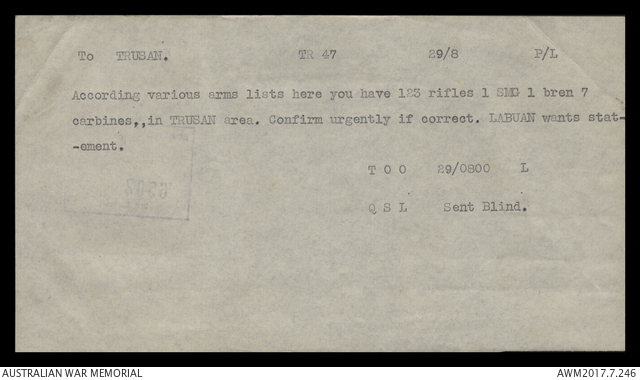 To TRUSAN. TR 47 29/8 P/L
According various arms lists here you have 123 rifles 1 SMG 1 bren 7
carbines,,in TRUSAN area. Confirm urgently if correct. LABUAN wants stat-
-ement.
T O O 29/0800 L
Q S L Sent Blind.
AUSTRALIAN WAR MEMORIAL AWM2017.7.246